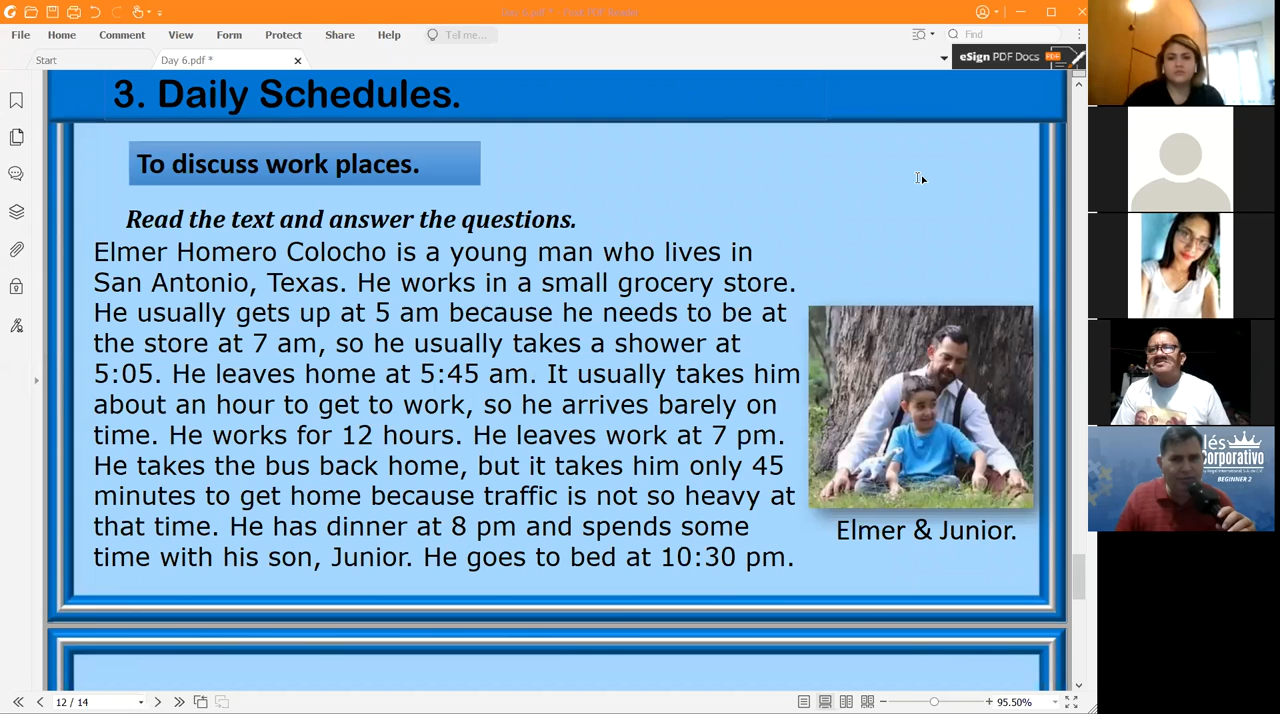 Day 6.pdf * - Foxit PDF Reader
File Home Comment View Form Protect Share Help Tell me... Find
Start Day 6.pdf * eSign PDF Docs
3. Daily Schedules.
To discuss work places.
Read the text and answer the questions.
Elmer Homero Colocho is a young man who lives in
San Antonio, Texas. He works in a small grocery store.
He usually gets up at 5 am because he needs to be at
the store at 7 am, so he usually takes a shower at
5:05. He leaves home at 5:45 am. It usually takes him
about an hour to get to work, so he arrives barely on
time. He works for 12 hours. He leaves work at 7 pm.
He takes the bus back home, but it takes him only 45
minutes to get home because traffic is not so heavy at
that time. He has dinner at 8 pm and spends some
time with his son, Junior. He goes to bed at 10:30 pm.
Elmer & Junior.
lés
Corporativo
BEGINNER 2
12 / 14
95.50%